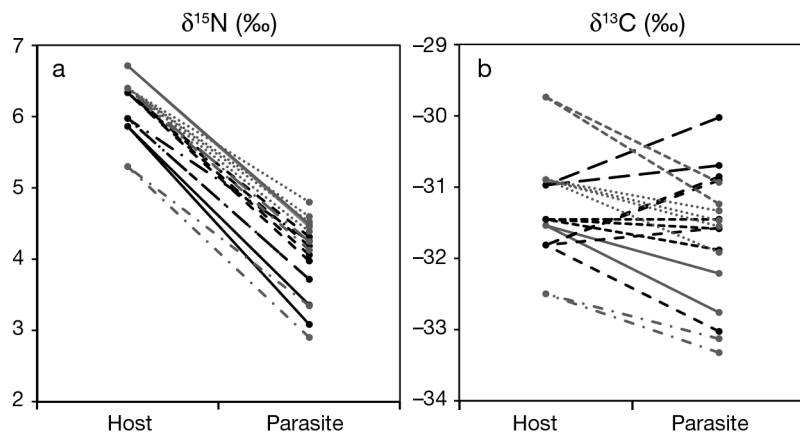 δ¹⁵N (‰)
7
6
5
4
3
2
a
Host
Parasite
δ¹³C (‰)
−29
−30
−31
−32
−33
−34
b
Host
Parasite